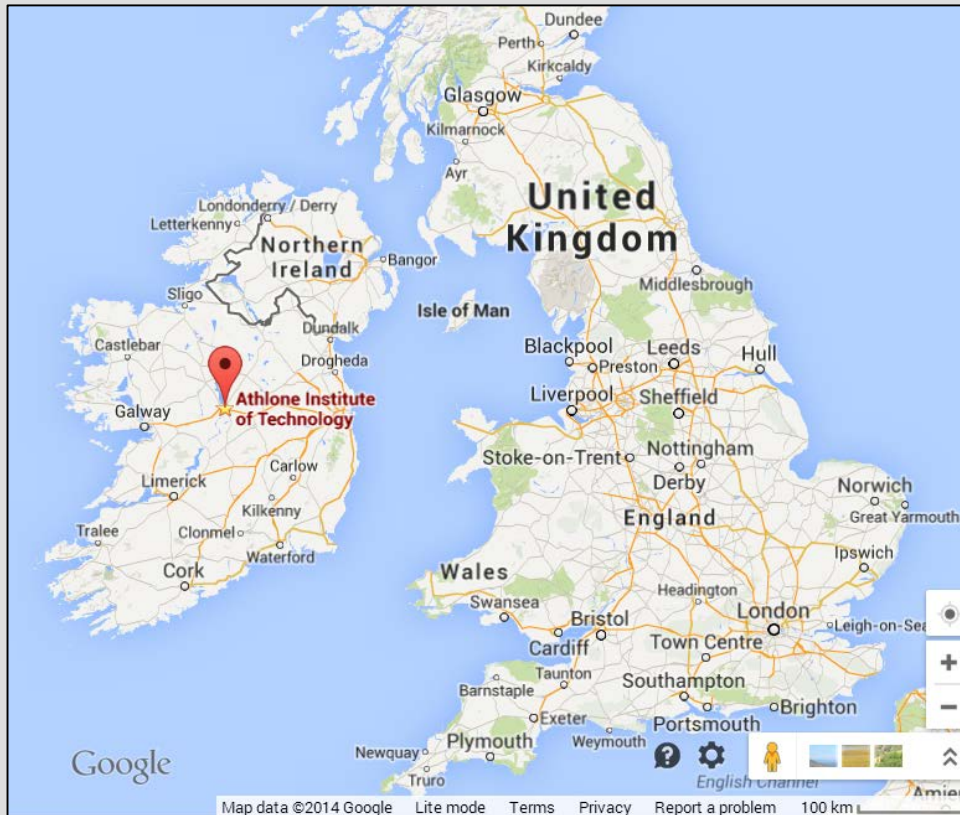 Dundee
Perth
Kirkcaldy
Glasgow
Kilmarnock
Ayr
United
Kingdom
Londonderry / Derry
Letterkenny
Northern
Ireland
Bangor
Sligo
Isle of Man
Middlesbrough
Dundalk
Castlebar
Drogheda
Blackpool
Leeds
Hull
Preston
Athlone Institute
of Technology
Liverpool
Sheffield
Galway
Stoke-on-Trent
Nottingham
Derby
Carlow
Limerick
Norwich
Kilkenny
Great Yarmouth
England
Tralee
Clonmel
Waterford
Ipswich
Cork
Wales
Headington
Swansea
London
Bristol
Leigh-on-Sea
Cardiff
Town Centre
Taunton
Barnstaple
Southampton
Brighton
Exeter
Portsmouth
Weymouth
Plymouth
Newquay
Truro
Google
English Channel
Amien
Map data ©2014 Google Lite mode Terms Privacy Report a problem 100 km